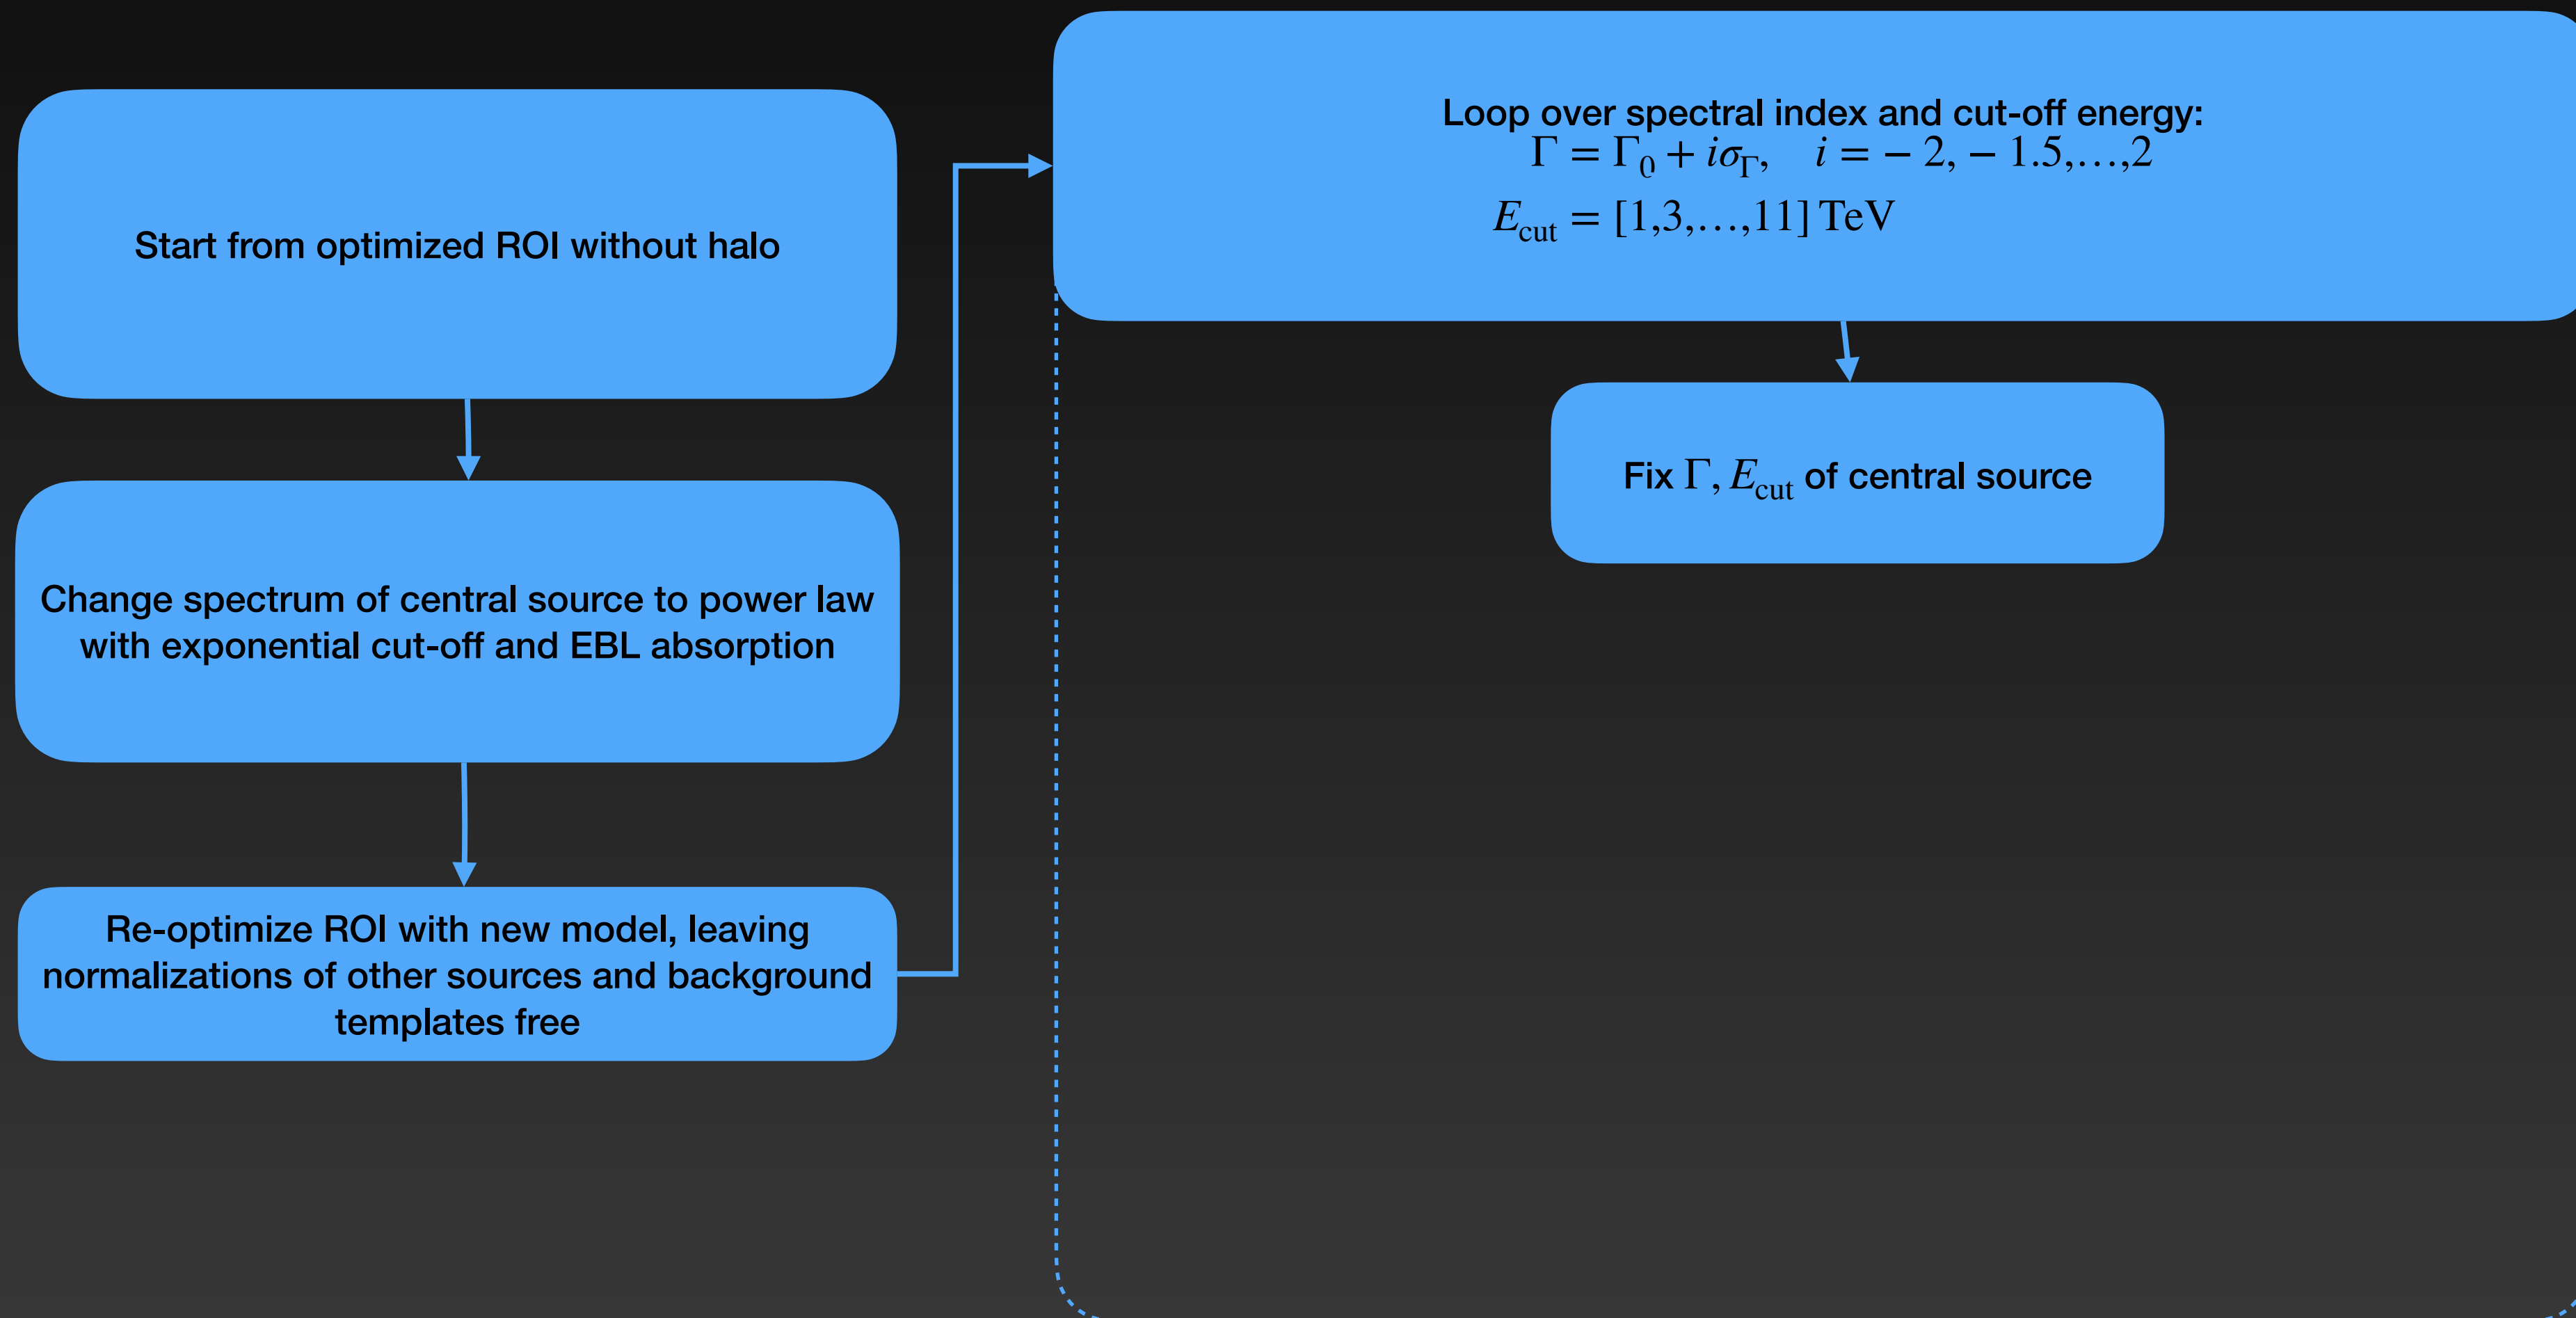 Start from optimized ROI without halo
Change spectrum of central source to power law
with exponential cut-off and EBL absorption
Re-optimize ROI with new model, leaving
normalizations of other sources and background
templates free
Loop over spectral index and cut-off energy:
Γ = Γ₀ + iσ_Γ, i = − 2, − 1.5,…,2
E_cut = [1,3,…,11] TeV
Fix Γ, E_cut of central source